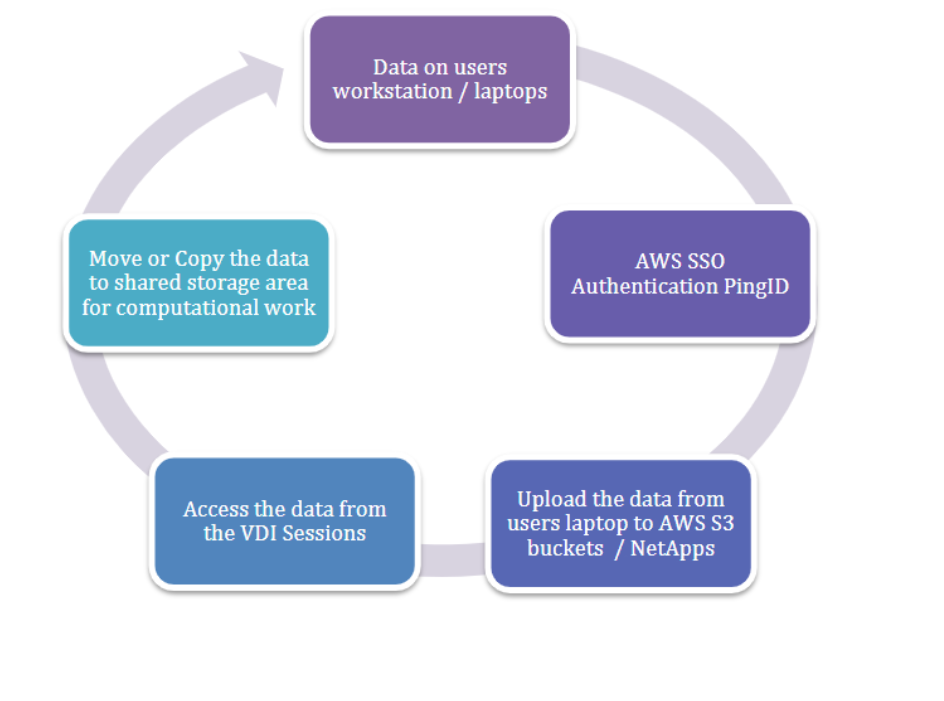 Data on users
workstation / laptops
AWS SSO
Authentication PingID
Upload the data from
users laptop to AWS S3
buckets / NetApps
Access the data from
the VDI Sessions
Move or Copy the data
to shared storage area
for computational work